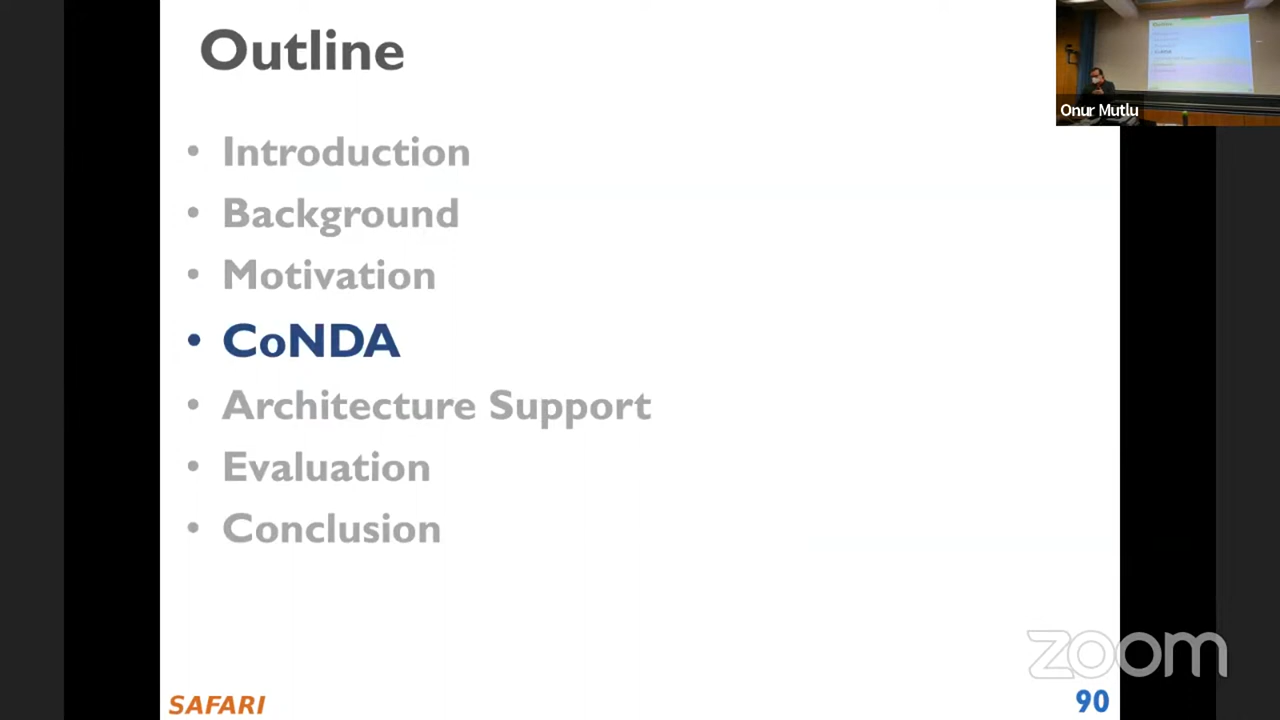 Outline
Onur Mutlu
• Introduction
• Background
• Motivation
• CoNDA
• Architecture Support
• Evaluation
• Conclusion
zoom
SAFARI
90